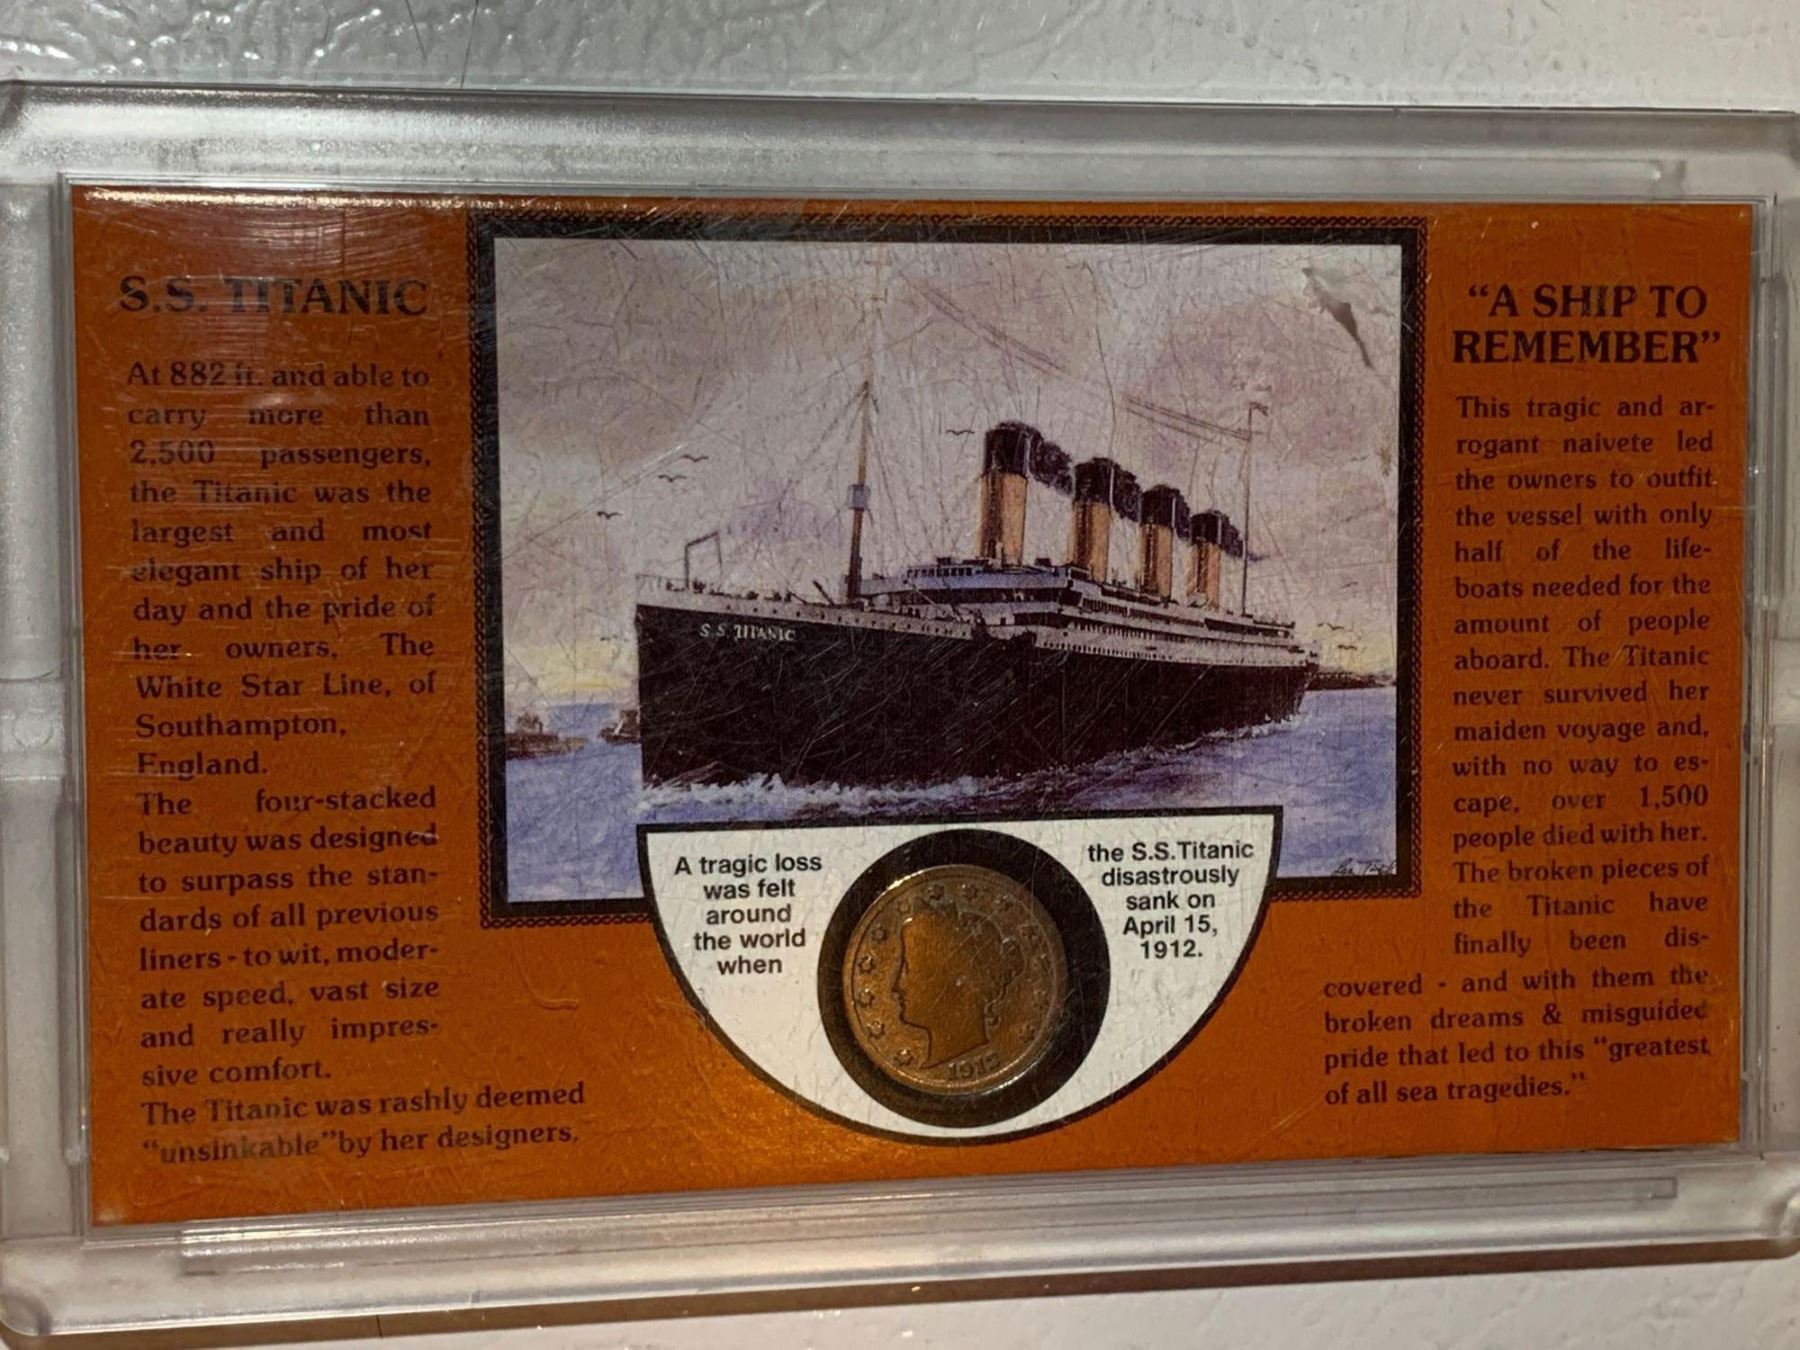 S.S. TITANIC
At 882 ft. and able to
carry more than
2,500 passengers,
the Titanic was the
largest and most
elegant ship of her
day and the pride of
her owners, The
White Star Line, of
Southampton,
England.
The four-stacked
beauty was designed
to surpass the stan-
dards of all previous
liners - to wit, moder-
ate speed, vast size
and really impres-
sive comfort.
The Titanic was rashly deemed
"unsinkable" by her designers.
S.S. TITANIC
A tragic loss
was felt
around
the world
when
the S.S. Titanic
disastrously
sank on
April 15,
1912.
1912
"A SHIP TO
REMEMBER"
This tragic and ar-
rogant naivete led
the owners to outfit
the vessel with only
half of the life-
boats needed for the
amount of people
aboard. The Titanic
never survived her
maiden voyage and,
with no way to es-
cape, over 1,500
people died with her.
The broken pieces of
the Titanic have
finally been dis-
covered - and with them the
broken dreams & misguided
pride that led to this "greatest
of all sea tragedies."